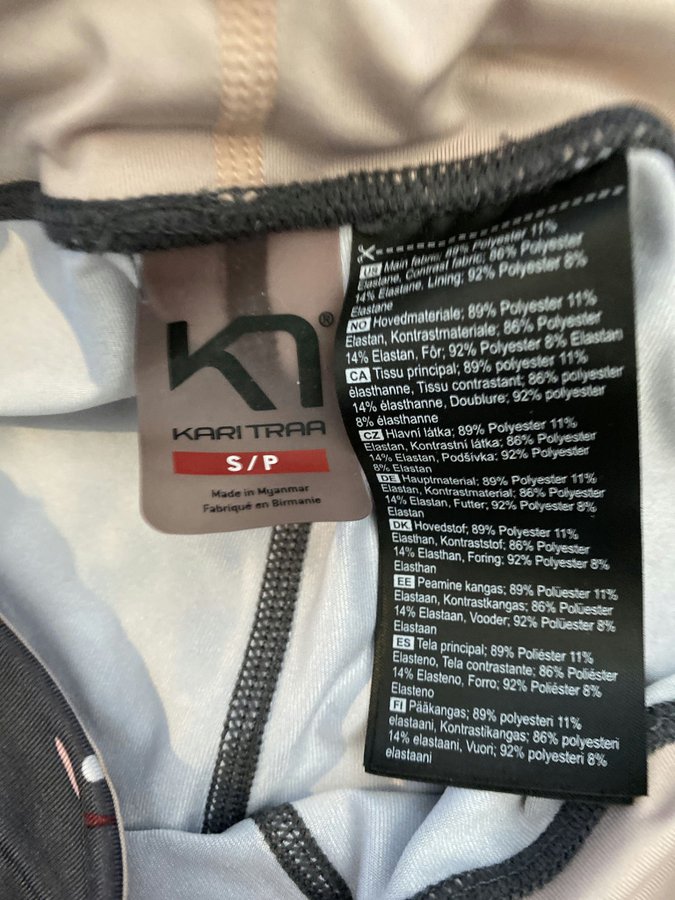 KARI TRAA
®
S/P
Made in Myanmar
Fabriqué en Birmanie
US Main fabric; 89% Polyester 11%
Elastane, Contrast fabric; 86% Polyester
14% Elastane, Lining; 92% Polyester 8%
Elastane
NO Hovedmateriale; 89% Polyester 11%
Elastan, Kontrastmateriale; 86% Polyester
14% Elastan, Fôr; 92% Polyester 8% Elastan
CA Tissu principal; 89% polyester 11%
élasthanne, Tissu contrastant; 86% polyester
14% élasthanne, Doublure; 92% polyester
8% élasthanne
CZ Hlavní látka; 89% Polyester 11%
Elastan, Kontrastní látka; 86% Polyester
14% Elastan, Podšívka; 92% Polyester
8% Elastan
DE Hauptmaterial; 89% Polyester 11%
Elastan, Kontrastmaterial; 86% Polyester
14% Elastan, Futter; 92% Polyester 8%
Elastan
DK Hovedstof; 89% Polyester 11%
Elasthan, Kontraststof; 86% Polyester
14% Elasthan, Foring; 92% Polyester 8%
Elasthan
EE Peamine kangas; 89% Polüester 11%
Elastaan, Kontrastkangas; 86% Polüester
14% Elastaan, Vooder; 92% Polüester 8%
Elastaan
ES Tela principal; 89% Poliéster 11%
Elasteno, Tela contrastante; 86% Poliéster
14% Elasteno, Forro; 92% Poliéster 8%
Elasteno
FI Pääkangas; 89% polyesteri 11%
elastaani, Kontrastikangas; 86% polyesteri
14% elastaani, Vuori; 92% polyesteri 8%
elastaani